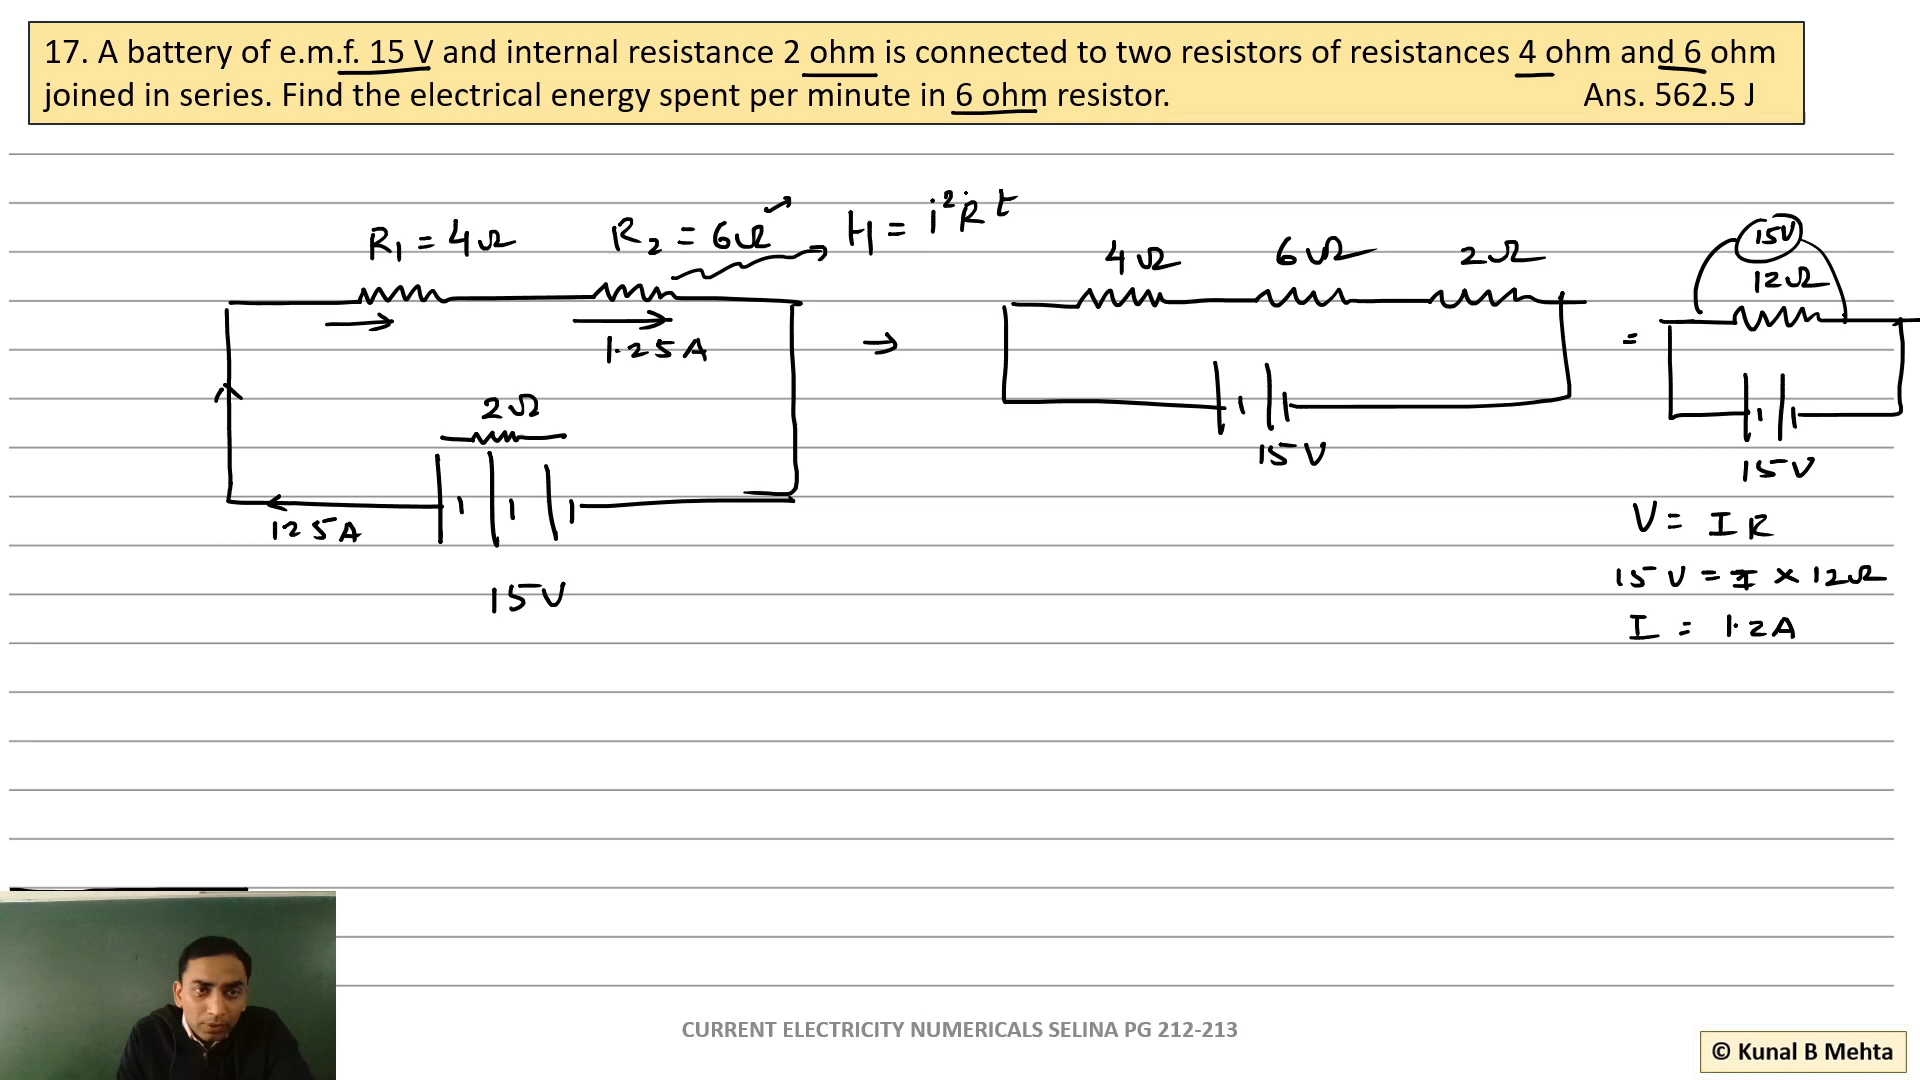 17. A battery of e.m.f. 15 V and internal resistance 2 ohm is connected to two resistors of resistances 4 ohm and 6 ohm
joined in series. Find the electrical energy spent per minute in 6 ohm resistor. Ans. 562.5 J
R₁ = 4Ω
R₂ = 6Ω
H = i²Rt
1.25A
2Ω
125A
15V
4Ω 6Ω 2Ω
15V
15V
12Ω
=
15V
V = IR
15V = I × 12Ω
I = 1.2A
CURRENT ELECTRICITY NUMERICALS SELINA PG 212-213
© Kunal B Mehta